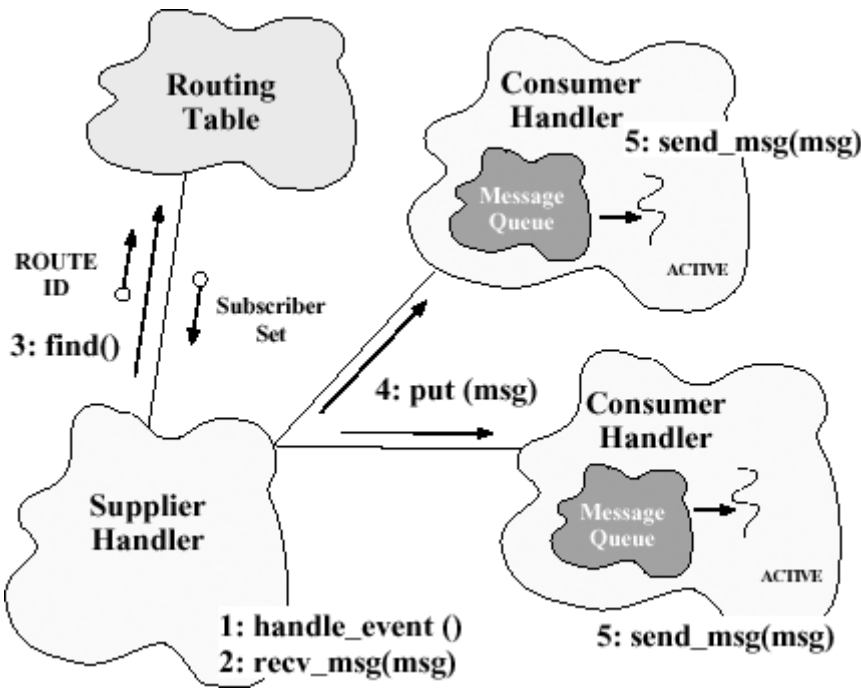 Routing
Table
Consumer
Handler
5: send_msg(msg)
Message
Queue
ACTIVE
ROUTE
ID
Subscriber
Set
3: find()
4: put (msg)
Consumer
Handler
Message
Queue
ACTIVE
5: send_msg(msg)
Supplier
Handler
1: handle_event ()
2: recv_msg(msg)